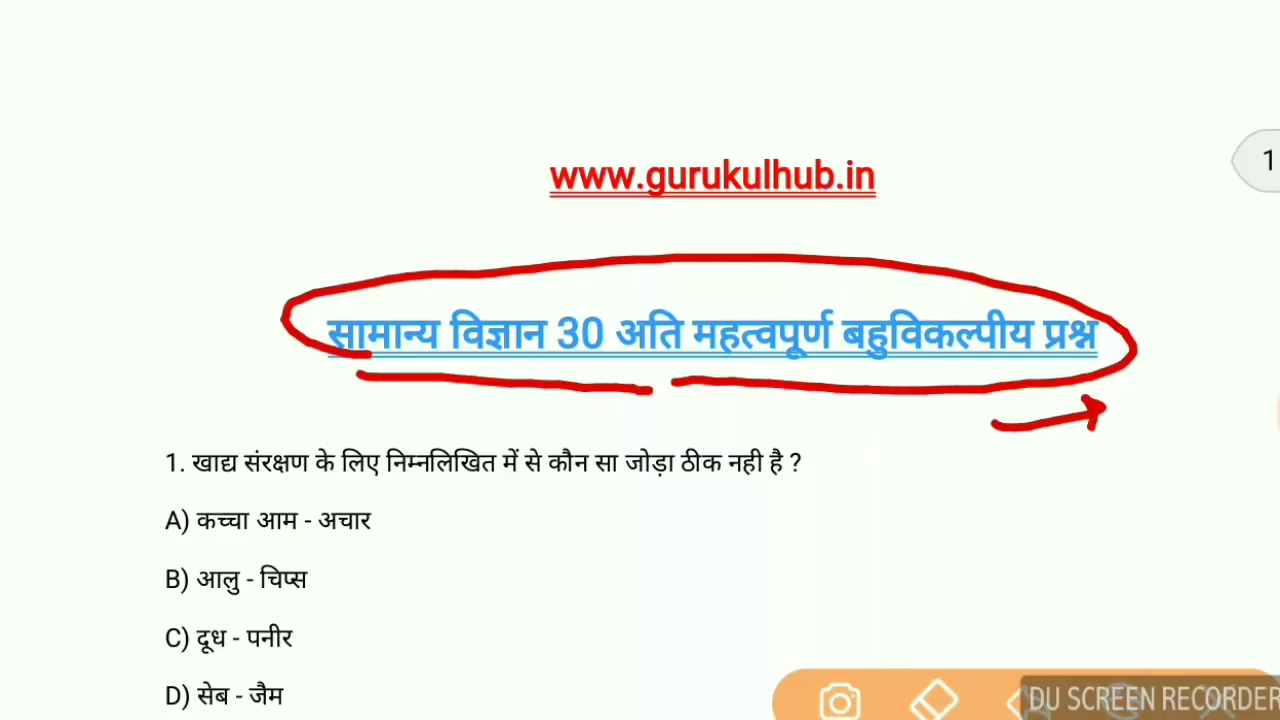 www.gurukulhub.in
1
सामान्य विज्ञान 30 अति महत्वपूर्ण बहुविकल्पीय प्रश्न
1. खाद्य संरक्षण के लिए निम्नलिखित में से कौन सा जोड़ा ठीक नही है ?
A) कच्चा आम - अचार
B) आलु - चिप्स
C) दूध - पनीर
D) सेब - जैम
DU SCREEN RECORDER